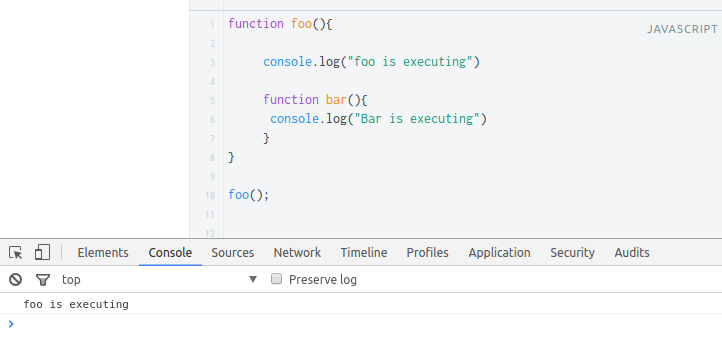 1 function foo(){
JAVASCRIPT
2
3 console.log("foo is executing")
4
5 function bar(){
6 console.log("Bar is executing")
7 }
8 }
9
10 foo();
11
12
Elements Console Sources Network Timeline Profiles Application Security Audits
top ▼ Preserve log
foo is executing
>